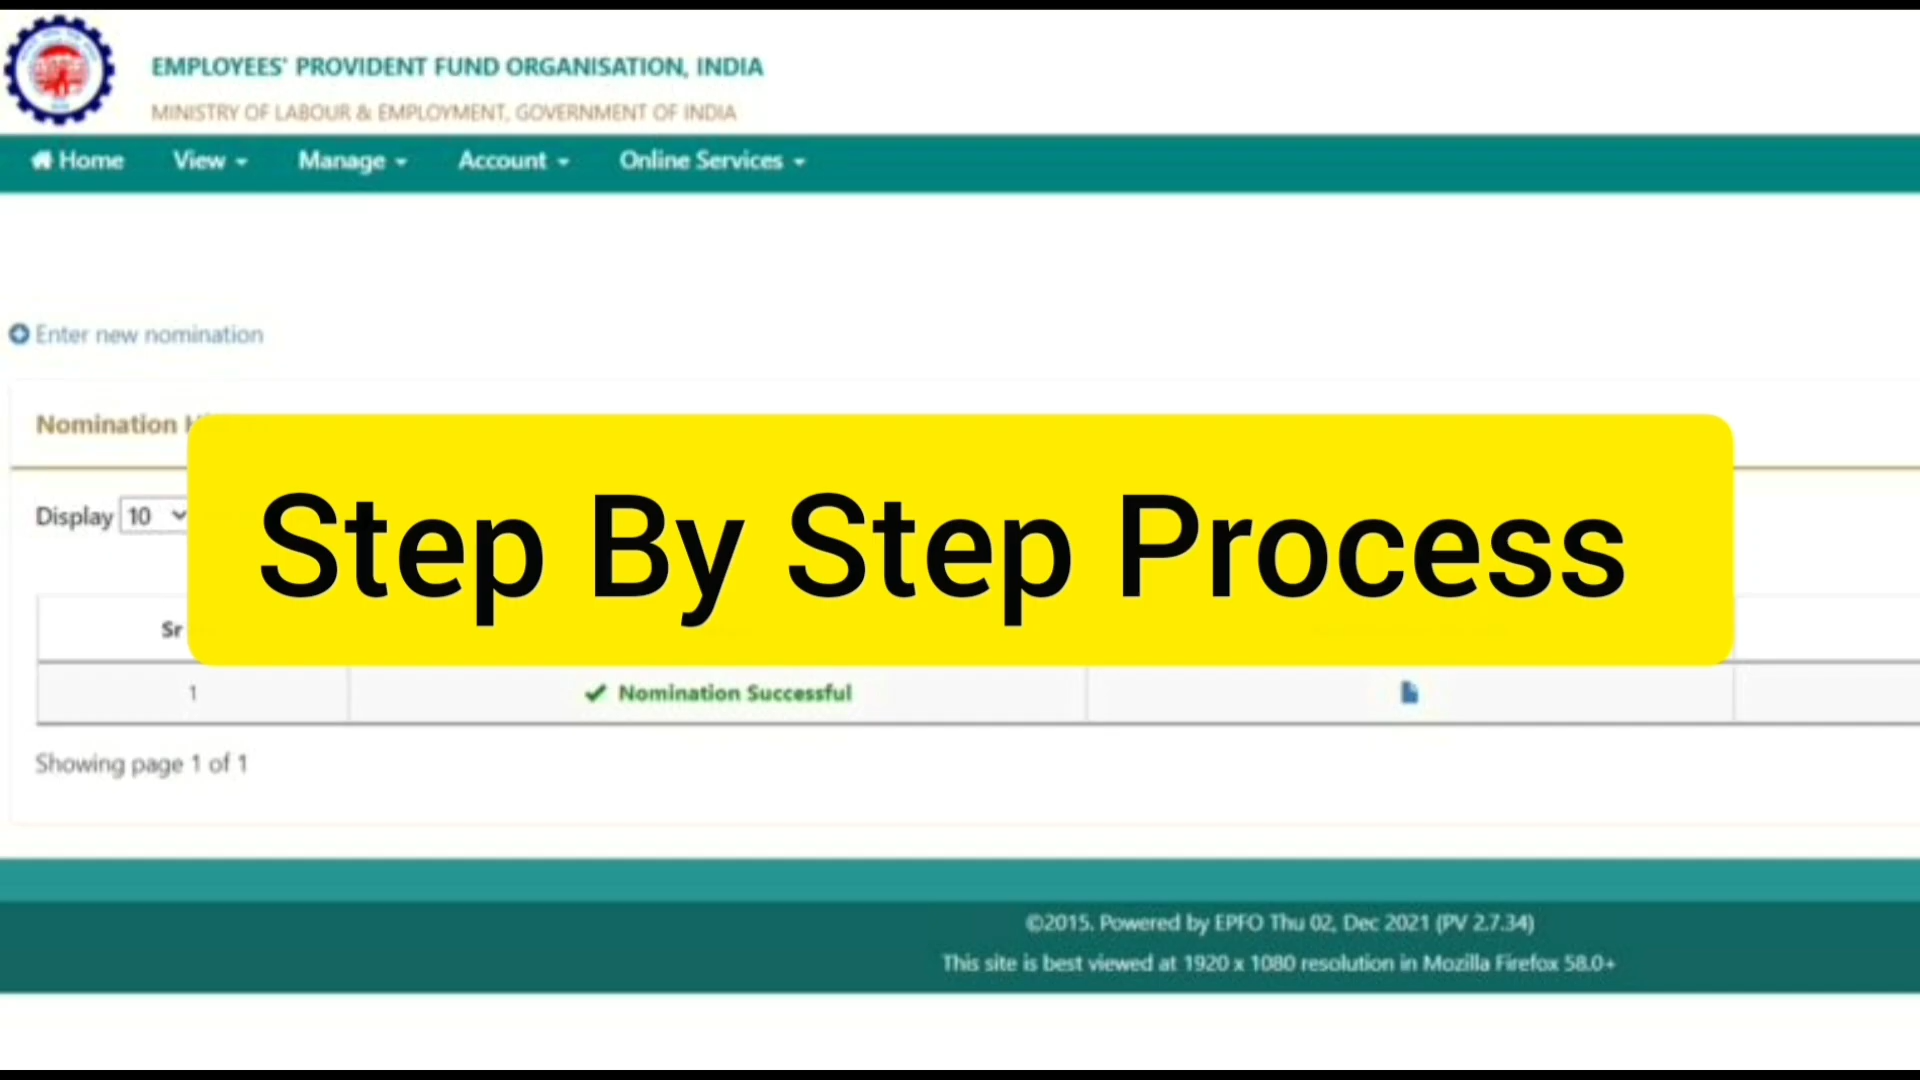 EMPLOYEES' PROVIDENT FUND ORGANISATION, INDIA
MINISTRY OF LABOUR & EMPLOYMENT, GOVERNMENT OF INDIA
Home View Manage Account Online Services
Enter new nomination
Nomination
Display 10
Step By Step Process
Sr
1 Nomination Successful
Showing page 1 of 1
©2015. Powered by EPFO Thu 02, Dec 2021 (PV 2.7.34)
This site is best viewed at 1920 x 1080 resolution in Mozilla Firefox 58.0+